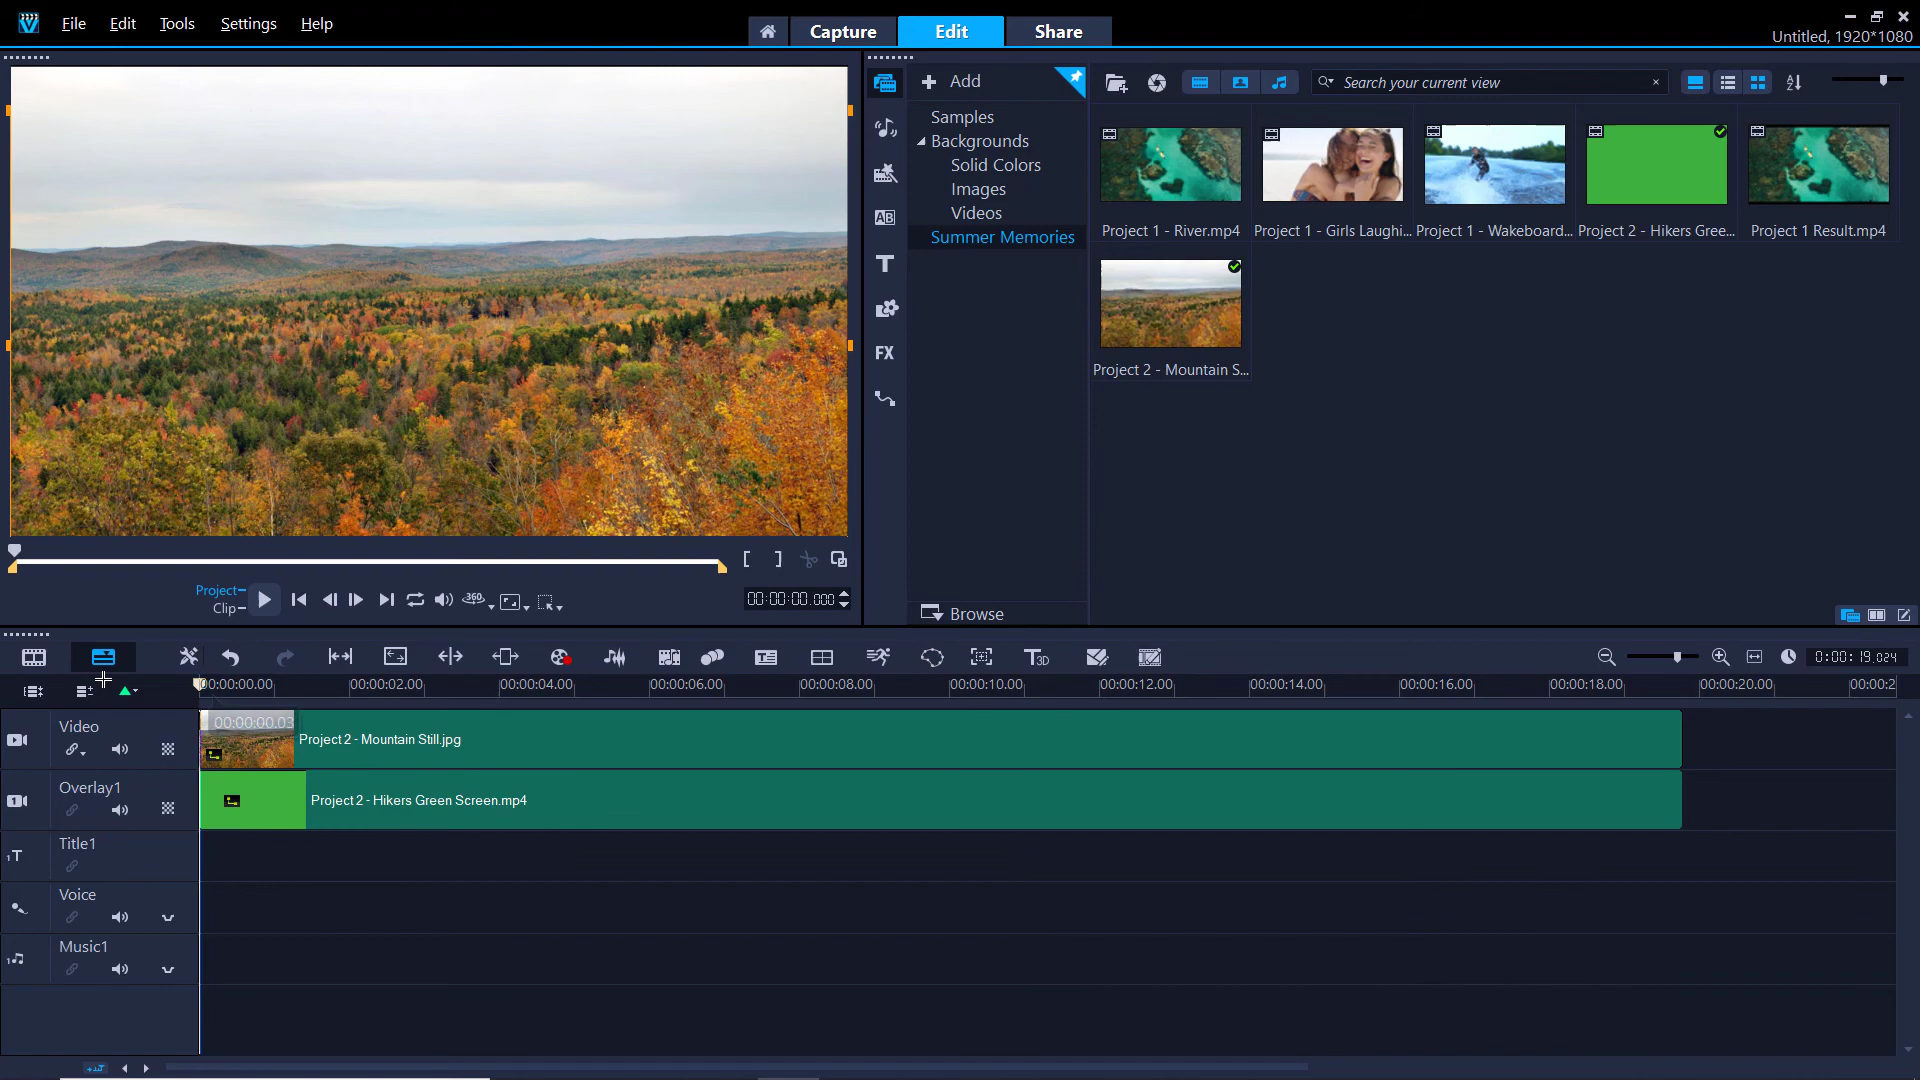 File Edit Tools Settings Help
Capture Edit Share
Untitled, 1920*1080
Add
Search your current view
Samples
Backgrounds
Solid Colors
Images
Videos
Summer Memories
Browse
Project 1 - River.mp4
Project 1 - Girls Laughi...
Project 1 - Wakeboard...
Project 2 - Hikers Gree...
Project 1 Result.mp4
Project 2 - Mountain S...
AB
T
FX
Project
Clip
360
00:00:00.000
T3D
0:00:19.024
00:00:00.00 00:00:02.00 00:00:04.00 00:00:06.00 00:00:08.00 00:00:10.00 00:00:12.00 00:00:14.00 00:00:16.00 00:00:18.00 00:00:20.00 00:00:2
Video
00:00:00.03
Project 2 - Mountain Still.jpg
Overlay1
Project 2 - Hikers Green Screen.mp4
Title1
1T
Voice
Music1